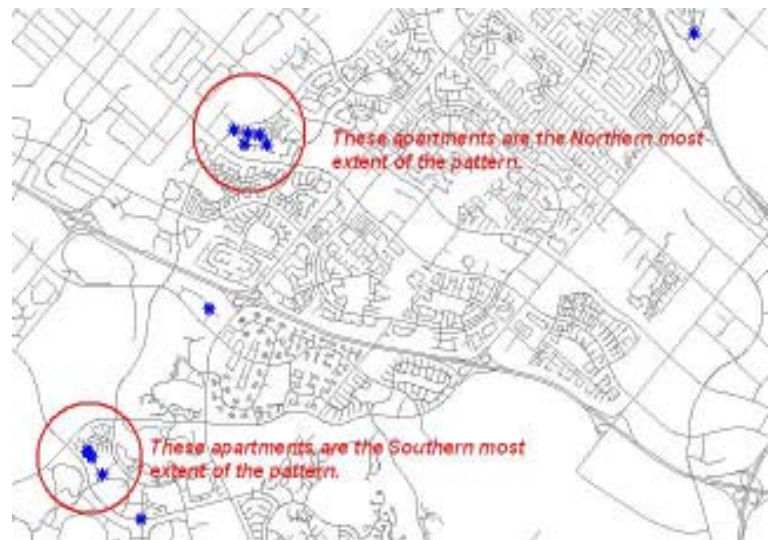 These apartments are the Northern most
extent of the pattern.
These apartments are the Southern most
extent of the pattern.